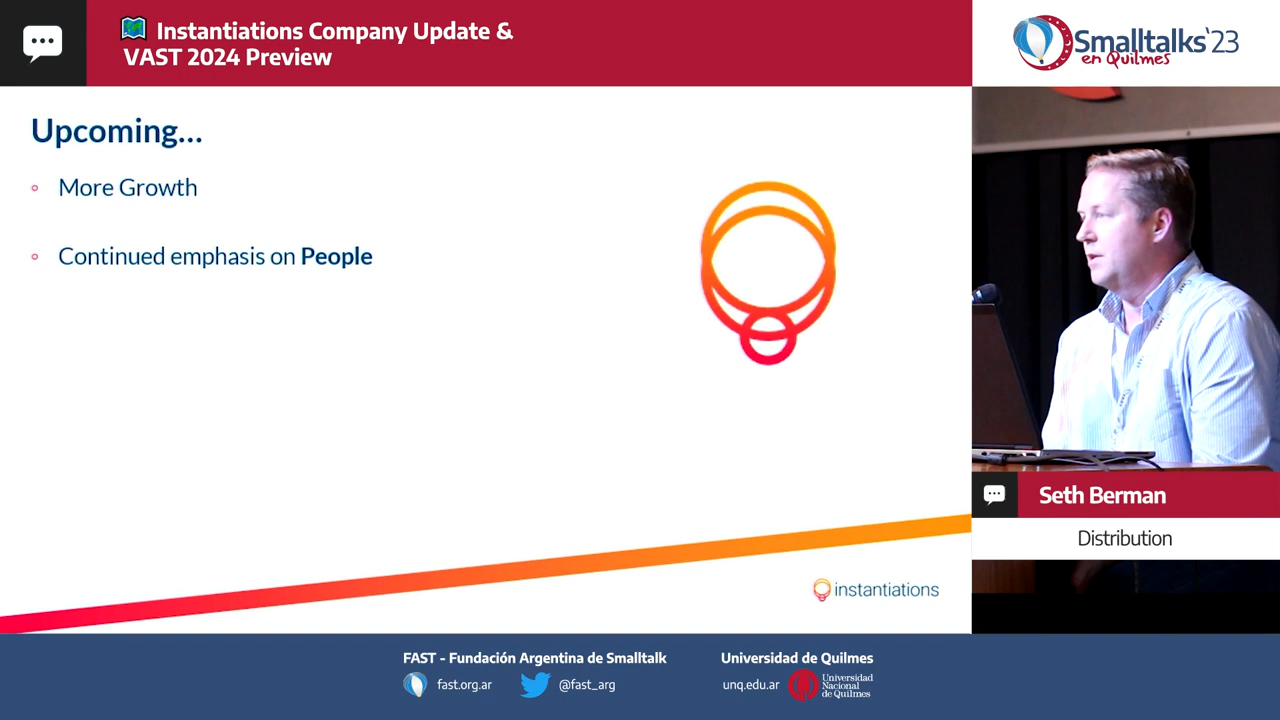 Instantiations Company Update &
VAST 2024 Preview
Smalltalks'23
en Quilmes
Upcoming...
More Growth
Continued emphasis on People
instantiations
Seth Berman
Distribution
FAST - Fundación Argentina de Smalltalk
fast.org.ar
@fast_arg
Universidad de Quilmes
unq.edu.ar
Universidad
Nacional
de Quilmes